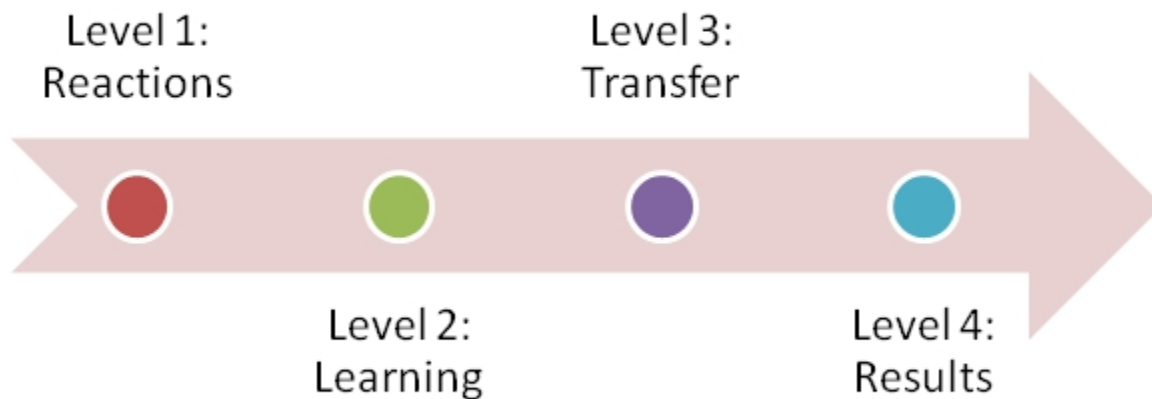 Level 1:
Reactions
Level 2:
Learning
Level 3:
Transfer
Level 4:
Results